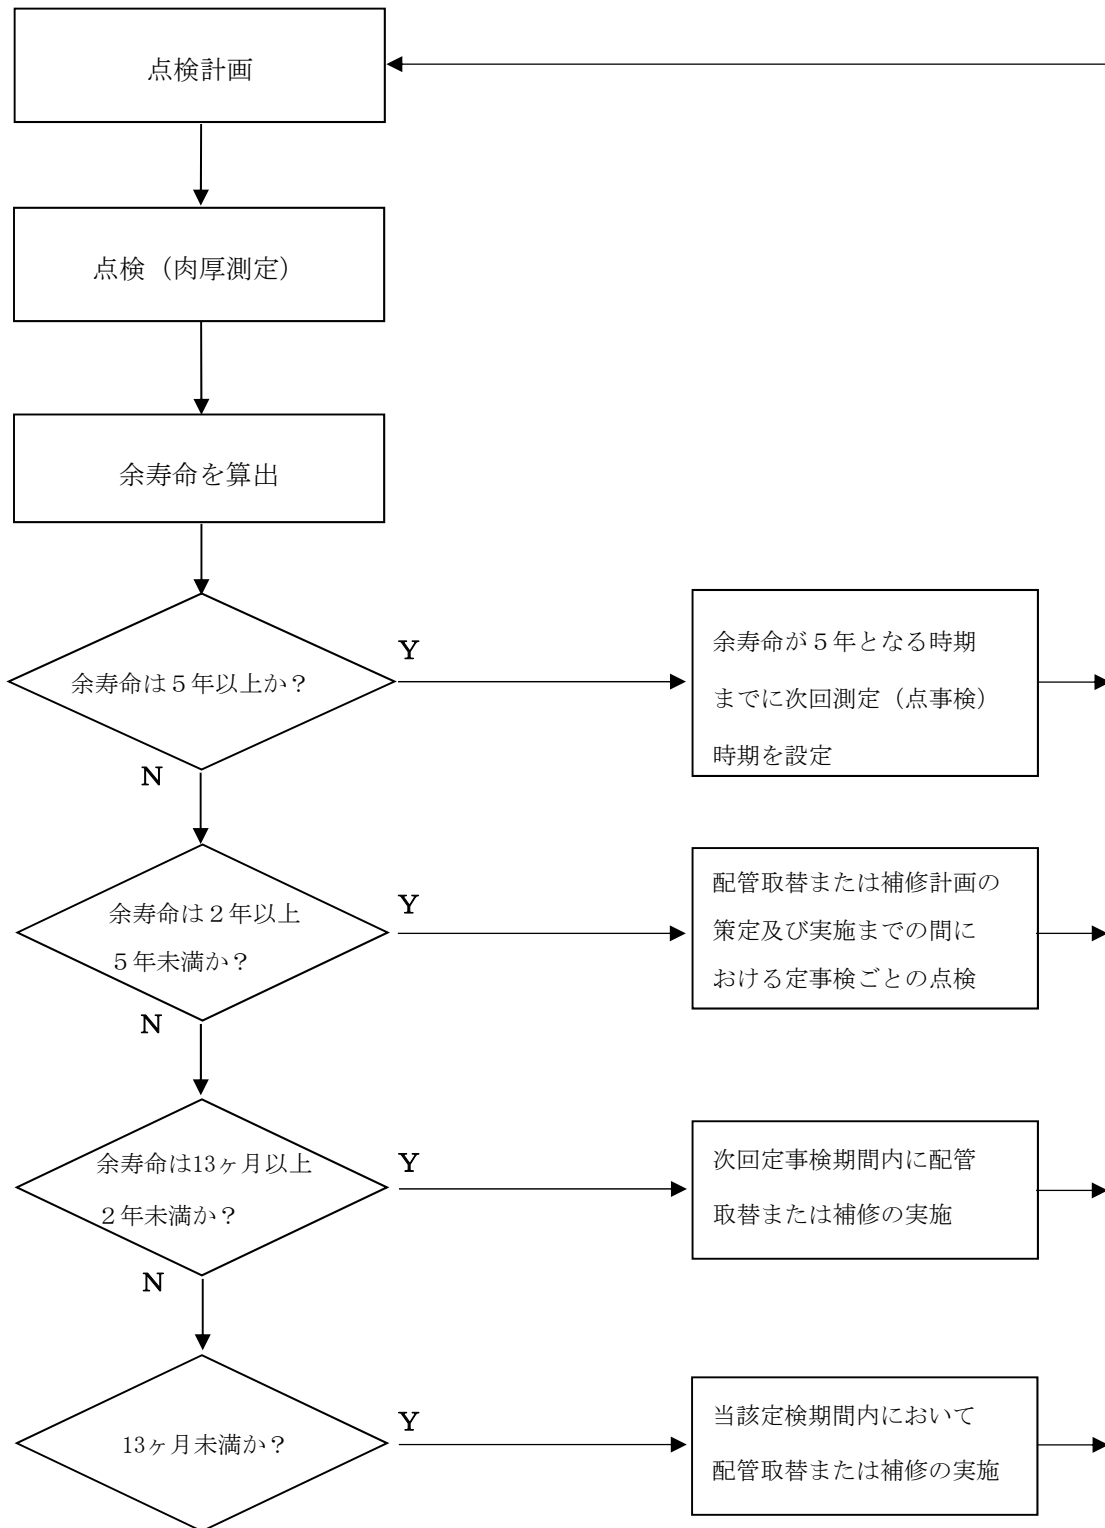 点検計画
点検（肉厚測定）
余寿命を算出
余寿命は５年以上か？
Y
余寿命が５年となる時期
までに次回測定（点事検）
時期を設定
N
余寿命は２年以上
５年未満か？
Y
配管取替または補修計画の
策定及び実施までの間に
おける定事検ごとの点検
N
余寿命は13ヶ月以上
２年未満か？
Y
次回定事検期間内に配管
取替または補修の実施
N
13ヶ月未満か？
Y
当該定検期間内において
配管取替または補修の実施